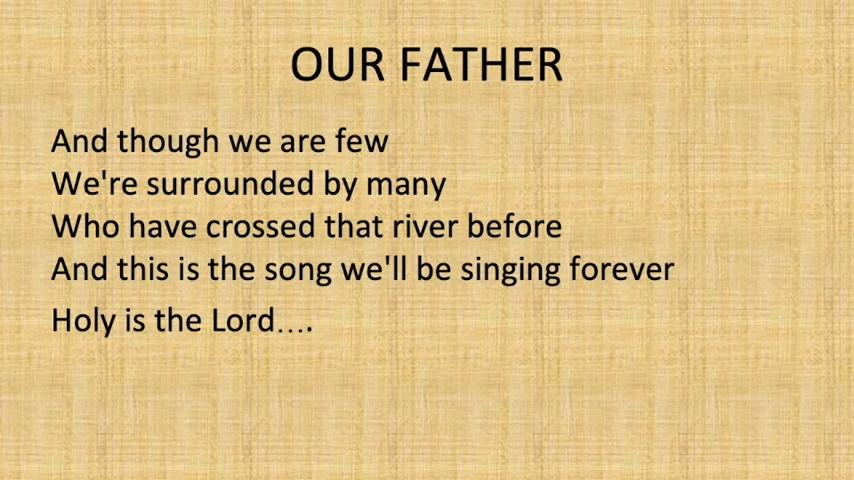 OUR FATHER
And though we are few
We're surrounded by many
Who have crossed that river before
And this is the song we'll be singing forever
Holy is the Lord….